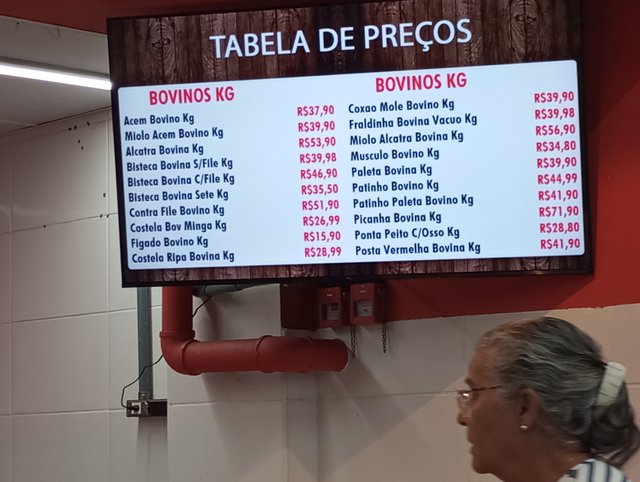 TABELA DE PREÇOS
BOVINOS KG
Acem Bovino Kg R$37,90
Miolo Acem Bovino Kg R$39,90
Alcatra Bovina Kg R$53,90
Bisteca Bovina S/File Kg R$39,98
Bisteca Bovina C/File Kg R$46,90
Bisteca Bovina Sete Kg R$35,50
Contra File Bovino Kg R$51,90
Costela Bov Minga Kg R$26,99
Figado Bovino Kg R$15,90
Costela Ripa Bovina Kg R$28,99
BOVINOS KG
Coxao Mole Bovino Kg R$39,90
Fraldinha Bovina Vacuo Kg R$39,98
Miolo Alcatra Bovina Kg R$56,90
Musculo Bovino Kg R$34,80
Paleta Bovina Kg R$39,90
Patinho Bovino Kg R$44,99
Patinho Paleta Bovino Kg R$41,90
Picanha Bovina Kg R$71,90
Ponta Peito C/Osso Kg R$28,80
Posta Vermelha Bovina Kg R$41,90